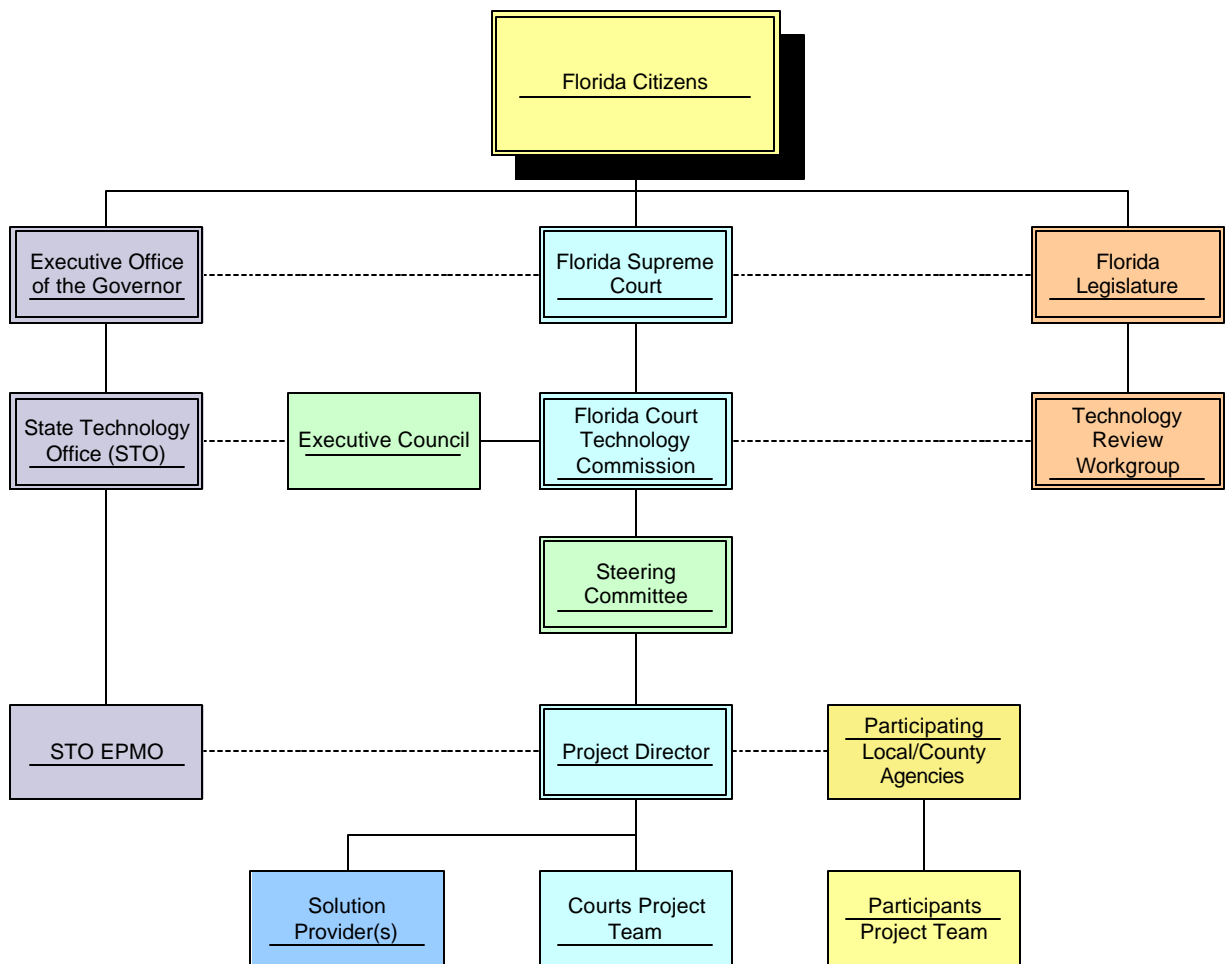 Florida Citizens
Executive Office
of the Governor
Florida Supreme
Court
Florida
Legislature
State Technology
Office (STO)
Executive Council
Florida Court
Technology
Commission
Technology
Review
Workgroup
Steering
Committee
STO EPMO
Project Director
Participating
Local/County
Agencies
Solution
Provider(s)
Courts Project
Team
Participants
Project Team